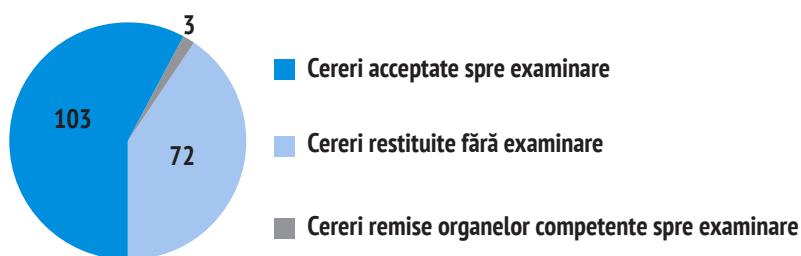 3
103
72
Cereri acceptate spre examinare
Cereri restituite fără examinare
Cereri remise organelor competente spre examinare